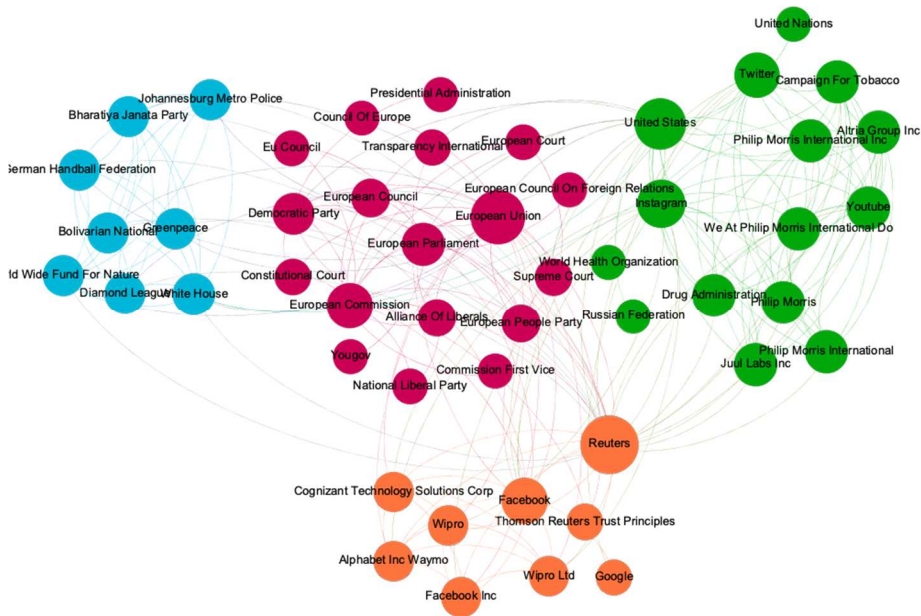 United Nations
Twitter
Campaign For Tobacco
Presidential Administration
Johannesburg Metro Police
Bharatiya Janata Party
Council Of Europe
United States
Altria Group Inc
Philip Morris International Inc
Eu Council
Transparency International
European Court
German Handball Federation
European Council
European Council On Foreign Relations
Instagram
Youtube
Democratic Party
European Union
Bolivarian National
Greenpeace
We At Philip Morris International Do
European Parliament
World Health Organization
ld Wide Fund For Nature
Constitutional Court
Supreme Court
Diamond League
White House
Drug Administration
Philip Morris
European Commission
Alliance Of Liberals
European People Party
Russian Federation
Yougov
Philip Morris International
Juul Labs Inc
Commission First Vice
National Liberal Party
Reuters
Cognizant Technology Solutions Corp
Facebook
Wipro
Thomson Reuters Trust Principles
Alphabet Inc Waymo
Wipro Ltd
Google
Facebook Inc